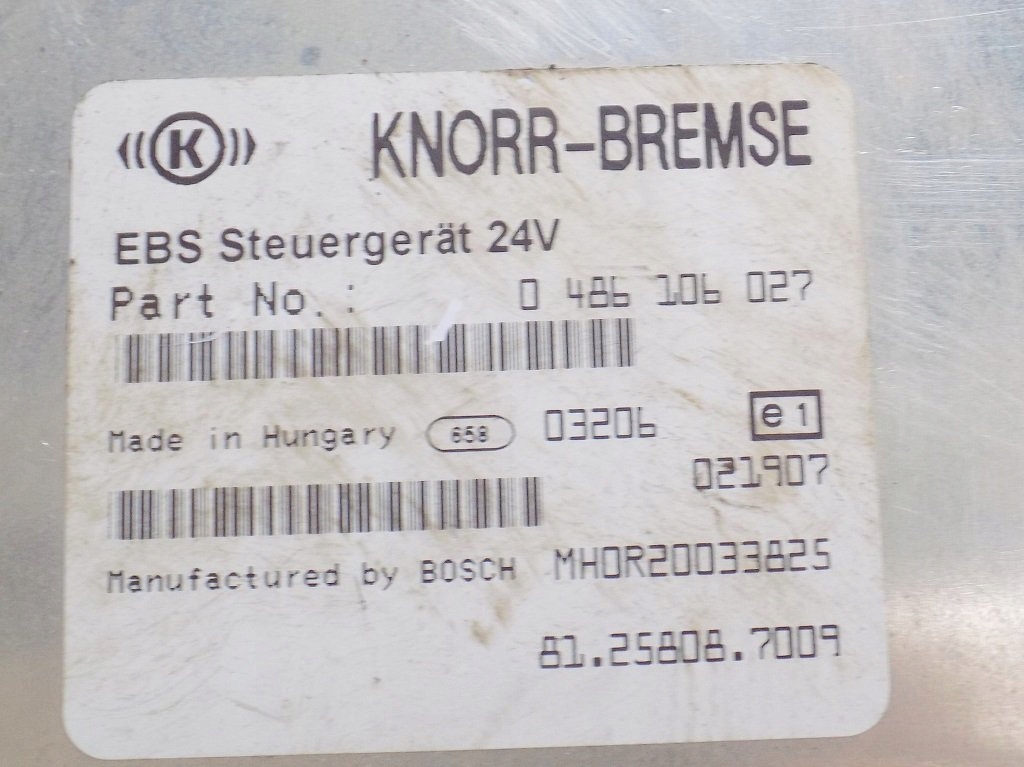 K KNORR-BREMSE
EBS Steuergerät 24V
Part No.: 0 486 106 027
Made in Hungary 658 03206 e1
021907
Manufactured by BOSCH MH0R20033825
81.25808.7009